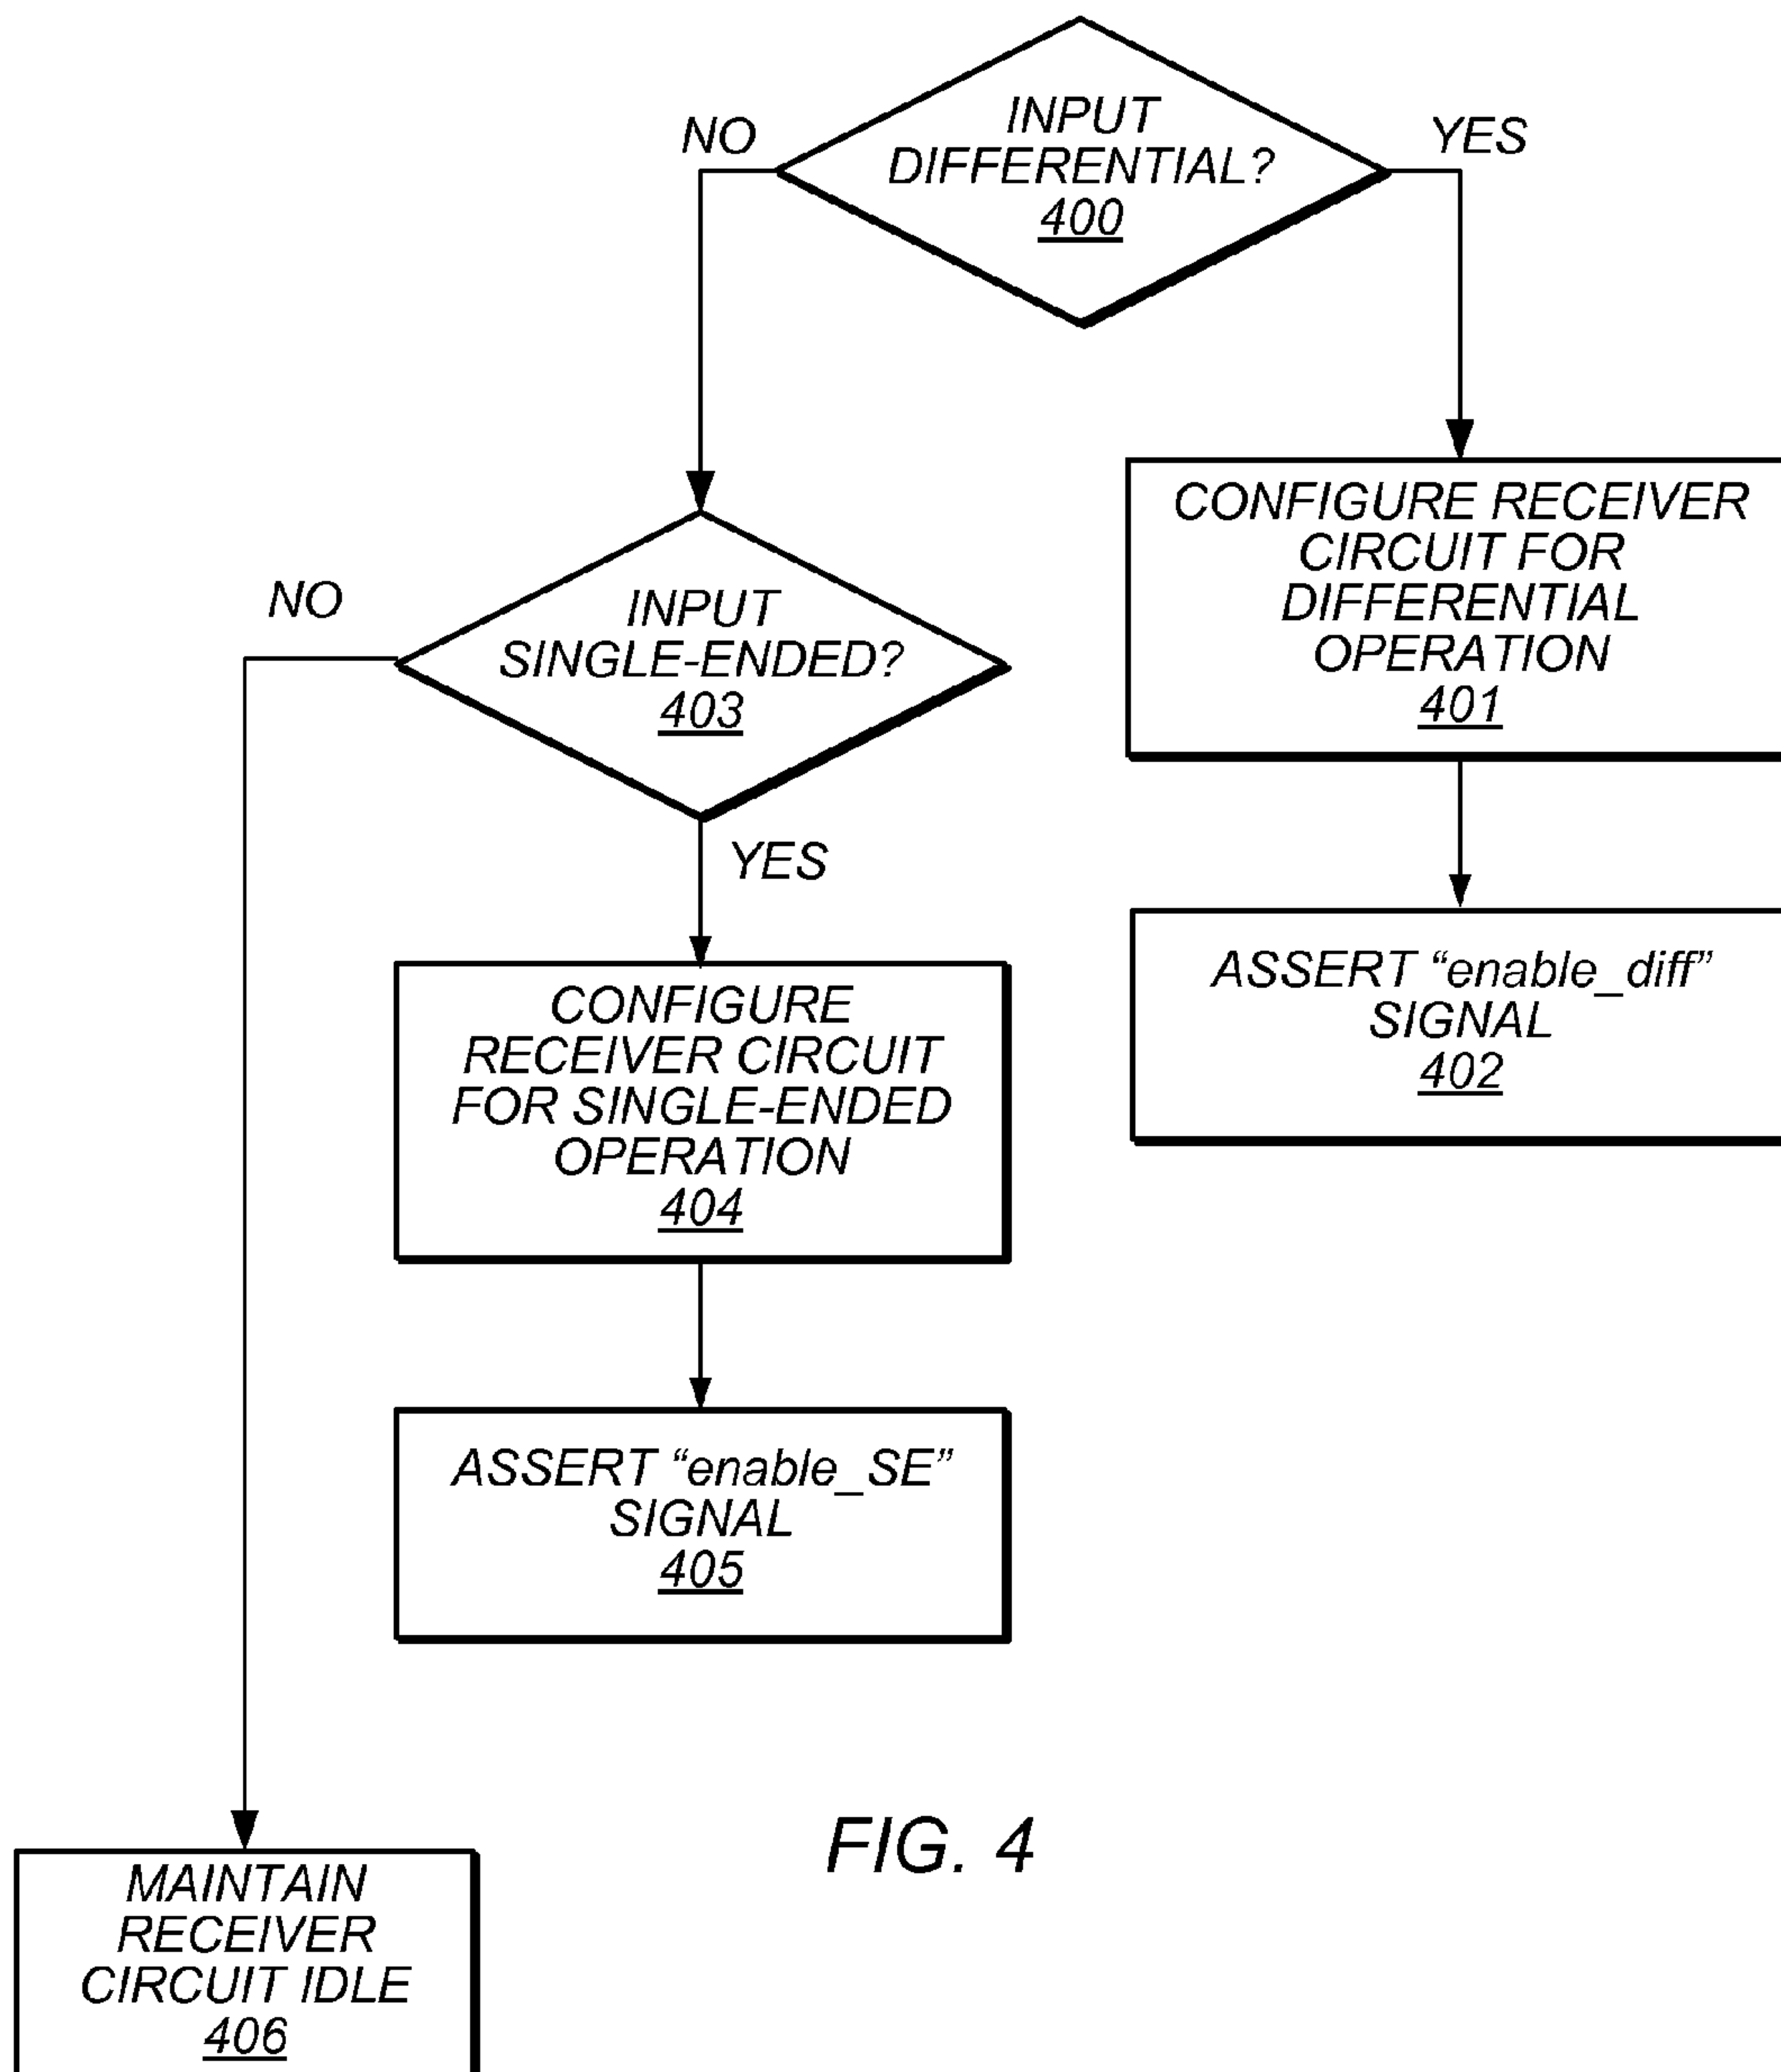 INPUT
DIFFERENTIAL?
400
NO
YES
CONFIGURE RECEIVER
CIRCUIT FOR
DIFFERENTIAL
OPERATION
401
INPUT
SINGLE-ENDED?
403
NO
YES
ASSERT “enable_diff”
SIGNAL
402
CONFIGURE
RECEIVER CIRCUIT
FOR SINGLE-ENDED
OPERATION
404
ASSERT “enable_SE”
SIGNAL
405
MAINTAIN
RECEIVER
CIRCUIT IDLE
406
FIG. 4